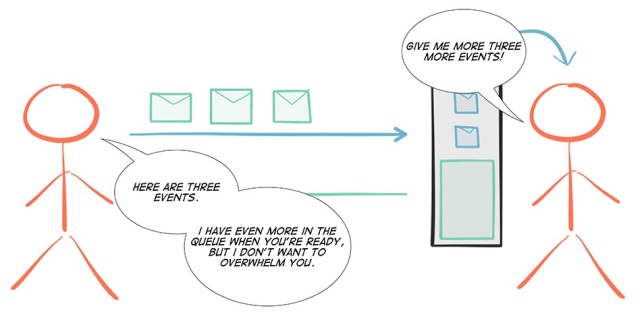 GIVE ME MORE THREE
MORE EVENTS!
HERE ARE THREE
EVENTS.
I HAVE EVEN MORE IN THE
QUEUE WHEN YOU'RE READY,
BUT I DON'T WANT TO
OVERWHELM YOU.